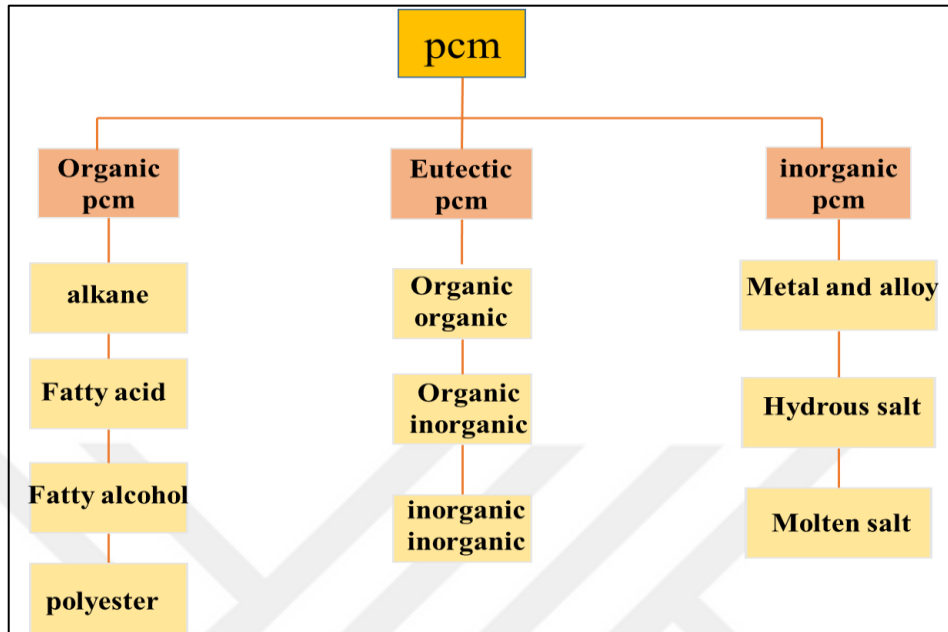 pcm
Organic
pcm
alkane
Fatty acid
Fatty alcohol
polyester
Eutectic
pcm
Organic
organic
Organic
inorganic
inorganic
inorganic
inorganic
pcm
Metal and alloy
Hydrous salt
Molten salt